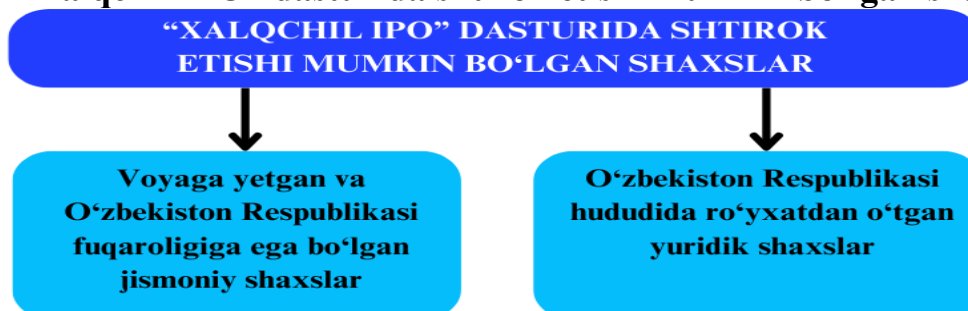 “XALQCHIL IPO” DASTURIDA SHTIROK
ETISHI MUMKIN BO‘LGAN SHAXSLAR
Voyaga yetgan va
O‘zbekiston Respublikasi
fuqaroligiga ega bo‘lgan
jismoniy shaxslar
O‘zbekiston Respublikasi
hududida ro‘yxatdan o‘tgan
yuridik shaxslar